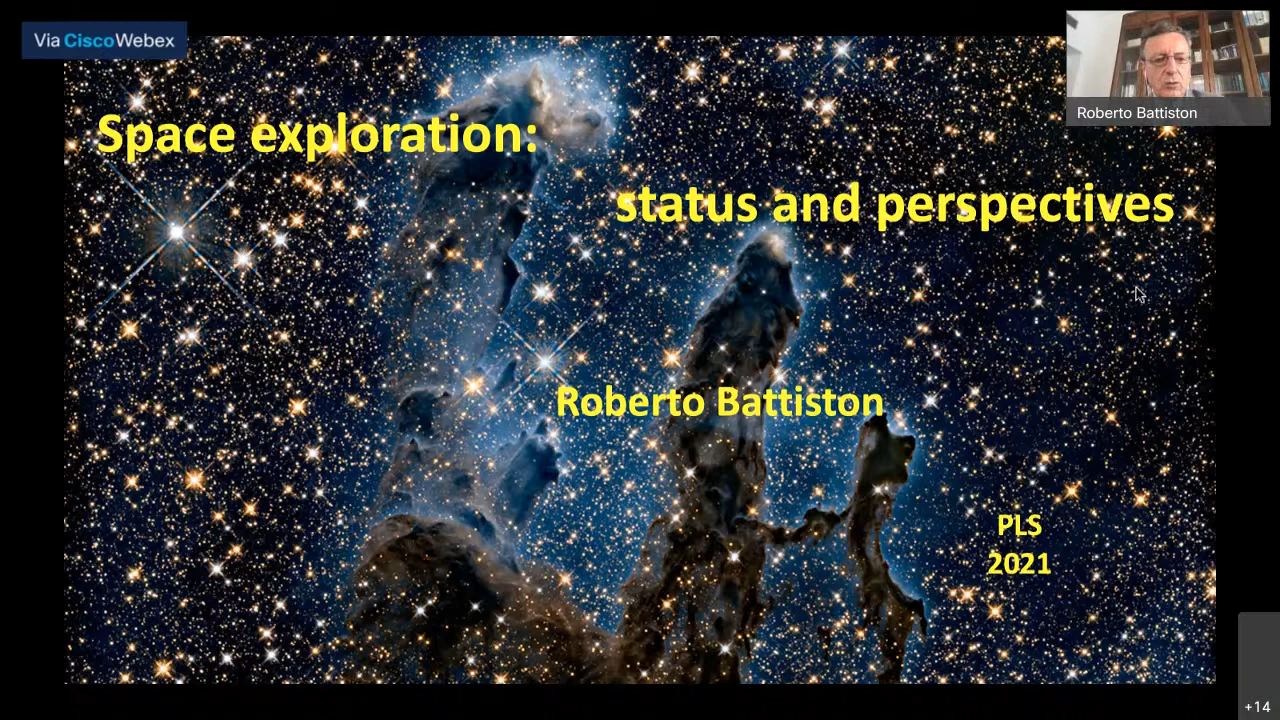 Via CiscoWebex
Roberto Battiston
Space exploration:
status and perspectives
Roberto Battiston
PLS
2021
+14